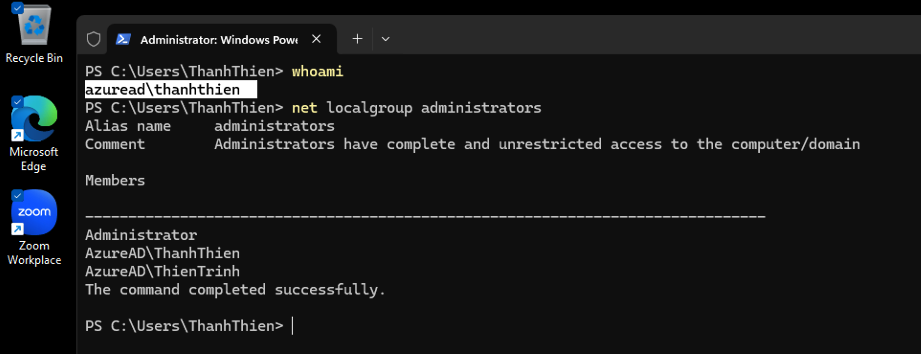 Recycle Bin
Microsoft
Edge
zoom
Zoom
Workplace
Administrator: Windows Powe
PS C:\Users\ThanhThien> whoami
azuread\thanhthien
PS C:\Users\ThanhThien> net localgroup administrators
Alias name     administrators
Comment        Administrators have complete and unrestricted access to the computer/domain
Members
-------------------------------------------------------------------------------
Administrator
AzureAD\ThanhThien
AzureAD\ThienTrinh
The command completed successfully.
PS C:\Users\ThanhThien>